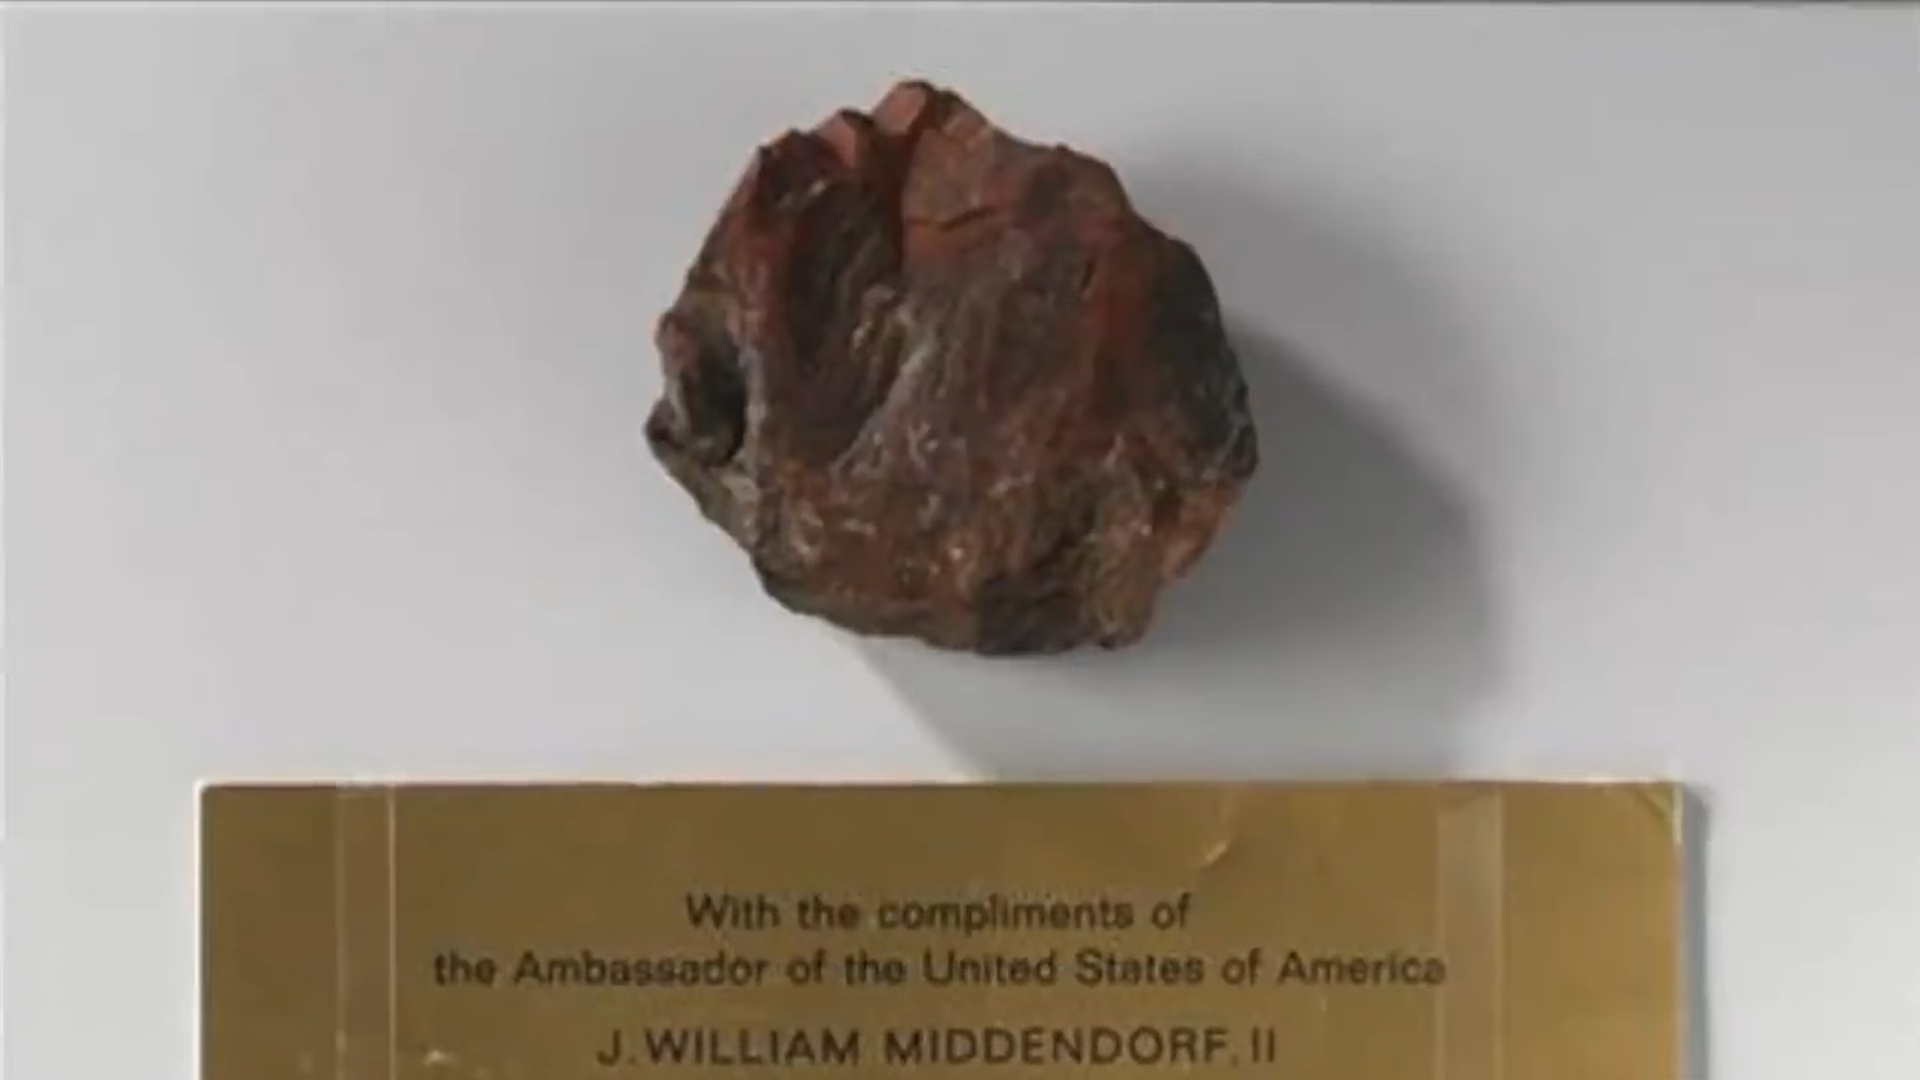 With the compliments of
the Ambassador of the United States of America
J. WILLIAM MIDDENDORF, II